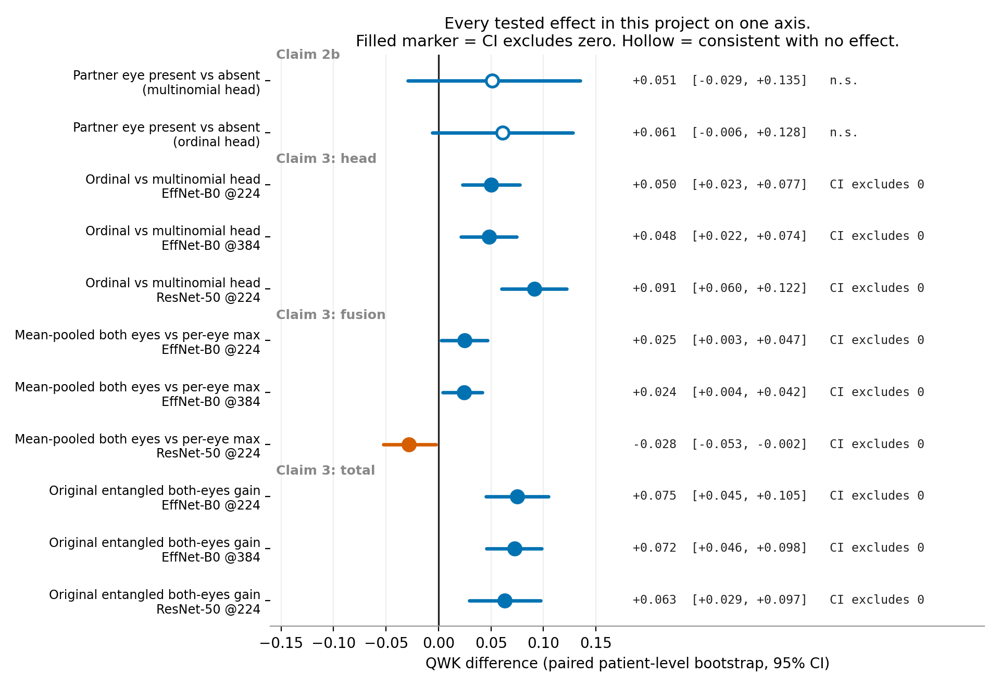 Every tested effect in this project on one axis.
Filled marker = CI excludes zero. Hollow = consistent with no effect.
Claim 2b
Partner eye present vs absent
(multinomial head)
+0.051 [-0.029, +0.135] n.s.
Partner eye present vs absent
(ordinal head)
+0.061 [-0.006, +0.128] n.s.
Claim 3: head
Ordinal vs multinomial head
EffNet-B0 @224
+0.050 [+0.023, +0.077] CI excludes 0
Ordinal vs multinomial head
EffNet-B0 @384
+0.048 [+0.022, +0.074] CI excludes 0
Ordinal vs multinomial head
ResNet-50 @224
+0.091 [+0.060, +0.122] CI excludes 0
Claim 3: fusion
Mean-pooled both eyes vs per-eye max
EffNet-B0 @224
+0.025 [+0.003, +0.047] CI excludes 0
Mean-pooled both eyes vs per-eye max
EffNet-B0 @384
+0.024 [+0.004, +0.042] CI excludes 0
Mean-pooled both eyes vs per-eye max
ResNet-50 @224
-0.028 [-0.053, -0.002] CI excludes 0
Claim 3: total
Original entangled both-eyes gain
EffNet-B0 @224
+0.075 [+0.045, +0.105] CI excludes 0
Original entangled both-eyes gain
EffNet-B0 @384
+0.072 [+0.046, +0.098] CI excludes 0
Original entangled both-eyes gain
ResNet-50 @224
+0.063 [+0.029, +0.097] CI excludes 0
−0.15 −0.10 −0.05 0.00 0.05 0.10 0.15
QWK difference (paired patient-level bootstrap, 95% CI)